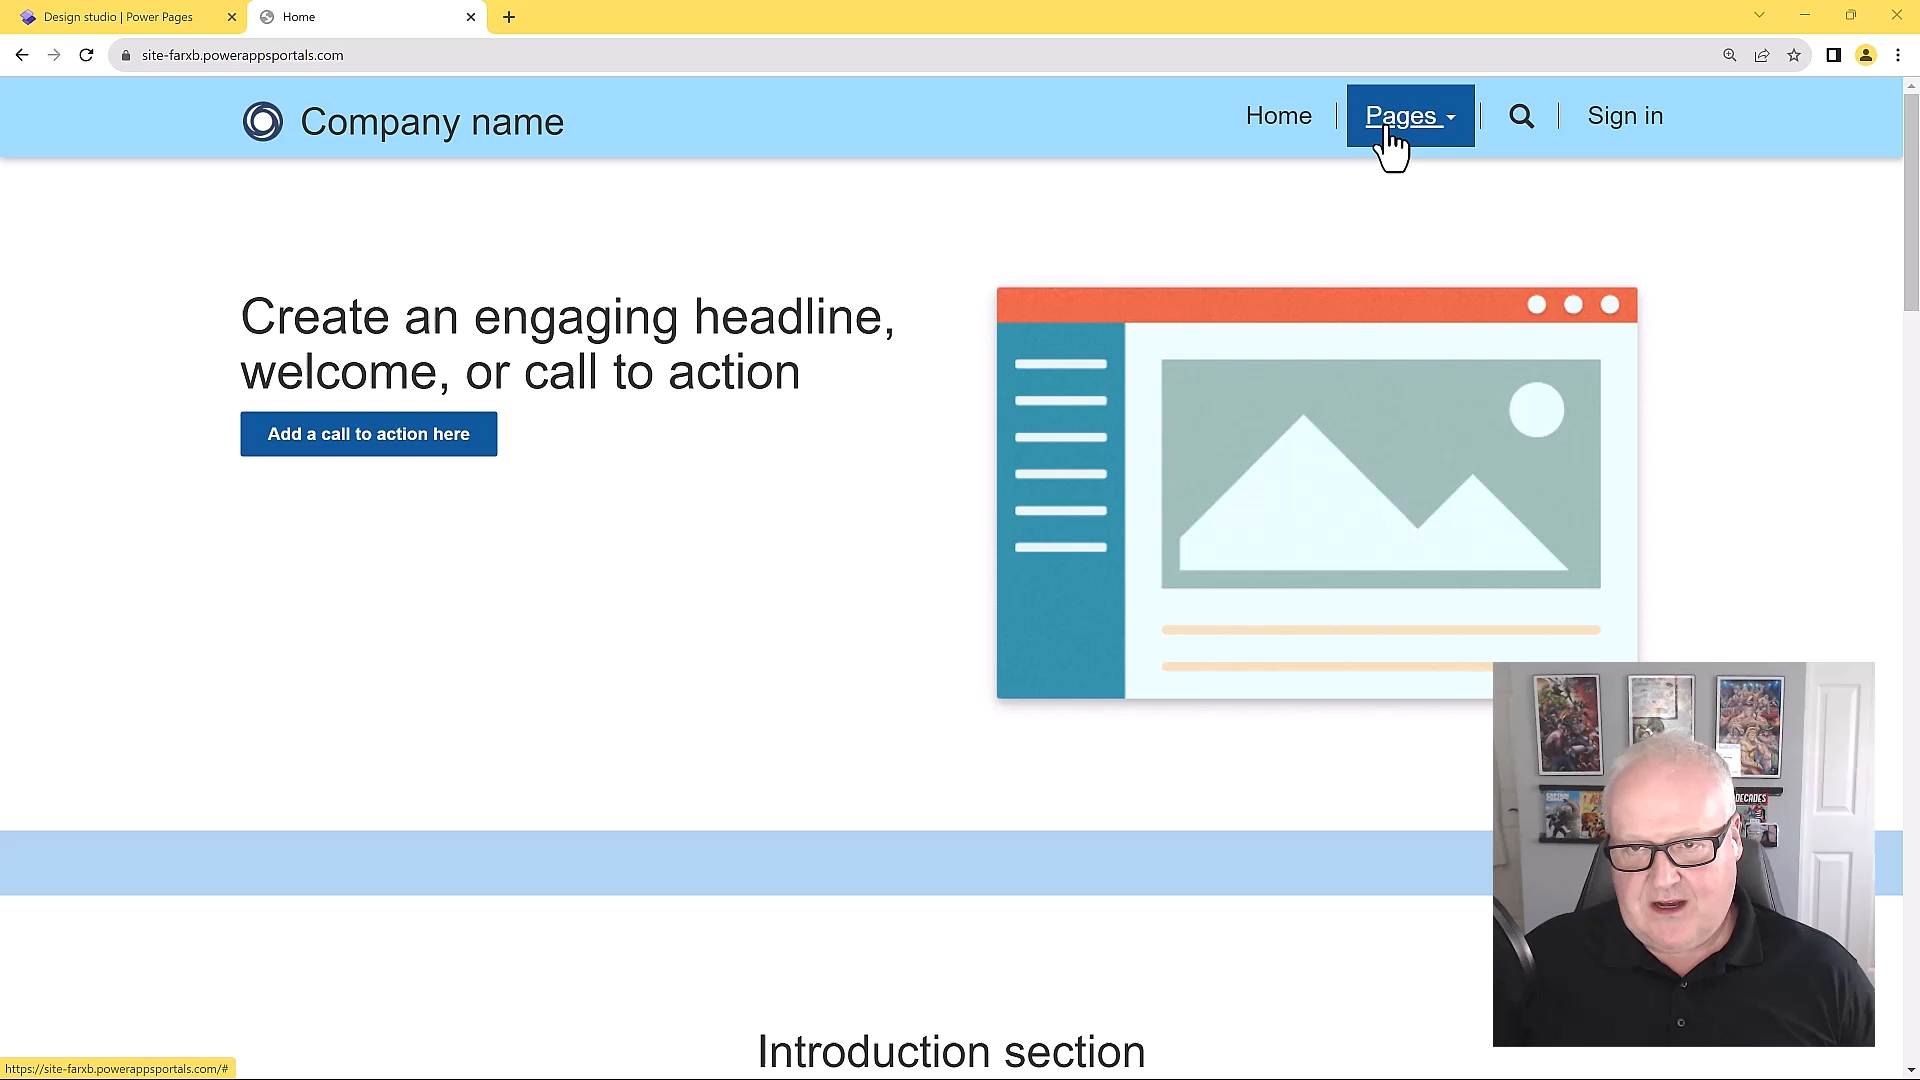 Design studio | Power Pages
Home
site-farxb.powerappsportals.com
Company name
Home
Pages
Sign in
Create an engaging headline,
welcome, or call to action
Add a call to action here
DECADES
Introduction section
https://site-farxb.powerappsportals.com/#